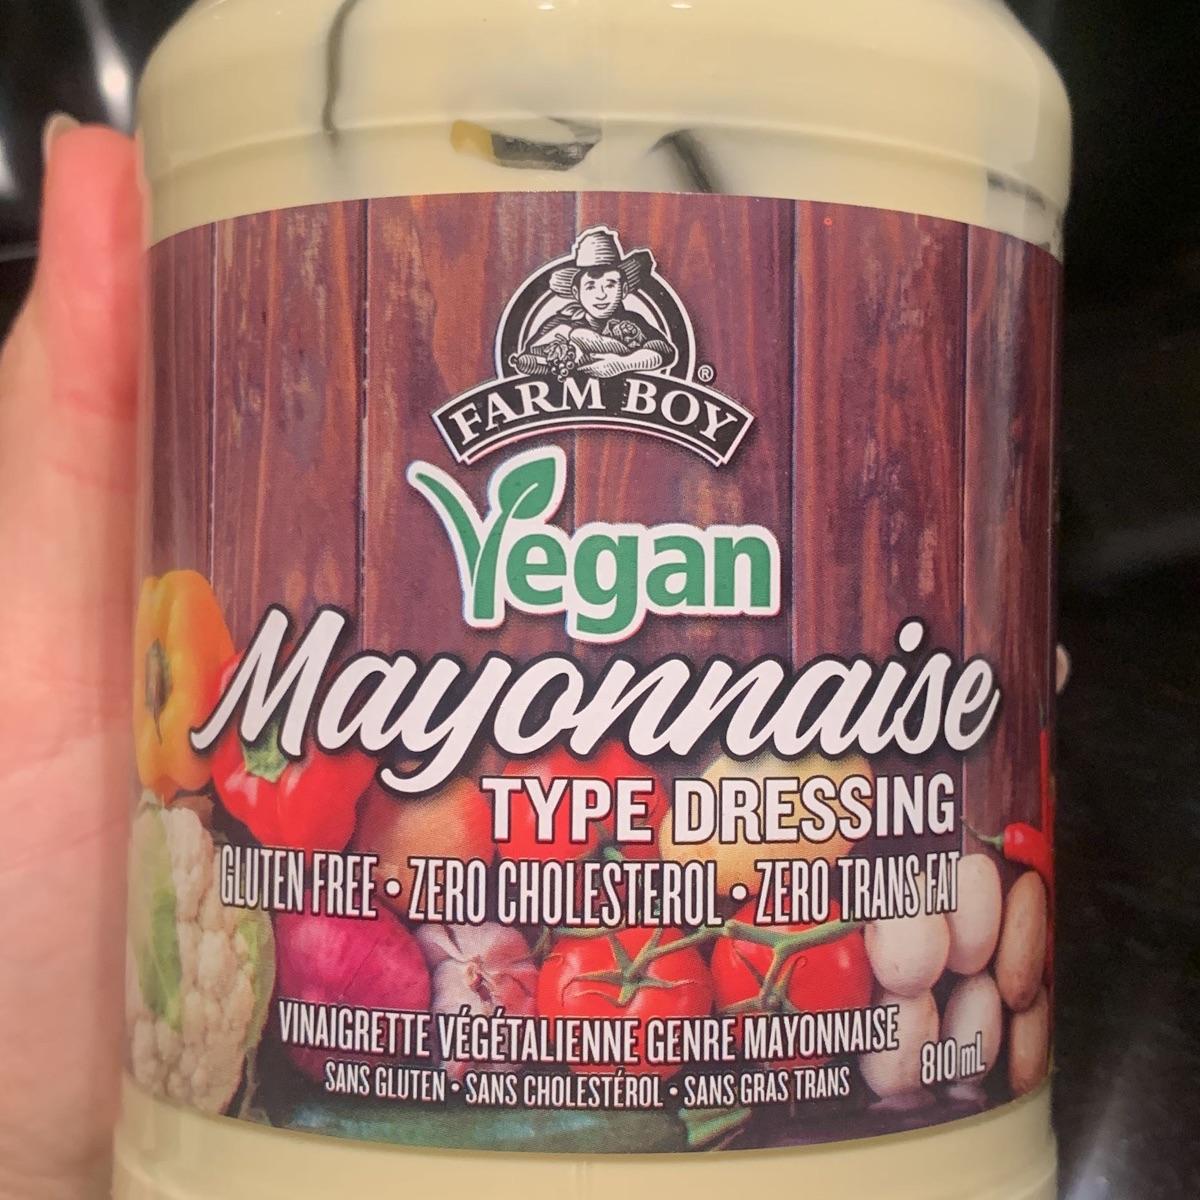 FARM BOY®
Vegan
Mayonnaise
TYPE DRESSING
GLUTEN FREE • ZERO CHOLESTEROL • ZERO TRANS FAT
VINAIGRETTE VÉGÉTALIENNE GENRE MAYONNAISE
SANS GLUTEN • SANS CHOLESTÉROL • SANS GRAS TRANS
810 mL